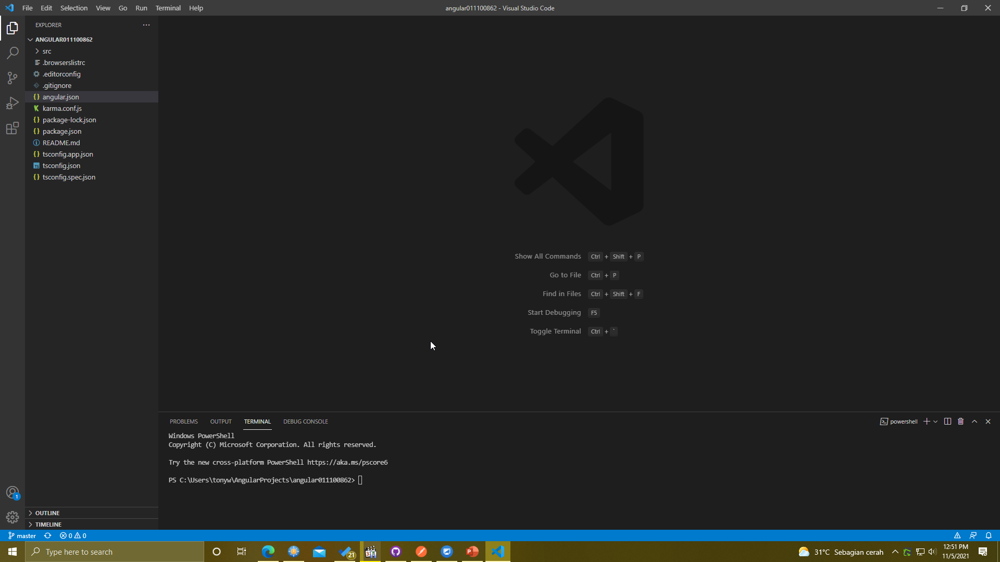 File Edit Selection View Go Run Terminal Help
angular011100862 - Visual Studio Code
EXPLORER
ANGULAR011100862
src
.browserslistrc
.editorconfig
.gitignore
{} angular.json
karma.conf.js
{} package-lock.json
{} package.json
README.md
{} tsconfig.app.json
TS tsconfig.json
{} tsconfig.spec.json
Show All Commands Ctrl + Shift + P
Go to File Ctrl + P
Find in Files Ctrl + Shift + F
Start Debugging F5
Toggle Terminal Ctrl + `
PROBLEMS OUTPUT TERMINAL DEBUG CONSOLE
powershell
Windows PowerShell
Copyright (C) Microsoft Corporation. All rights reserved.
Try the new cross-platform PowerShell https://aka.ms/pscore6
PS C:\Users\tonyw\AngularProjects\angular011100862>
1
OUTLINE
TIMELINE
master 0 0
Type here to search
21
31°C Sebagian cerah
12:51 PM
11/5/2021